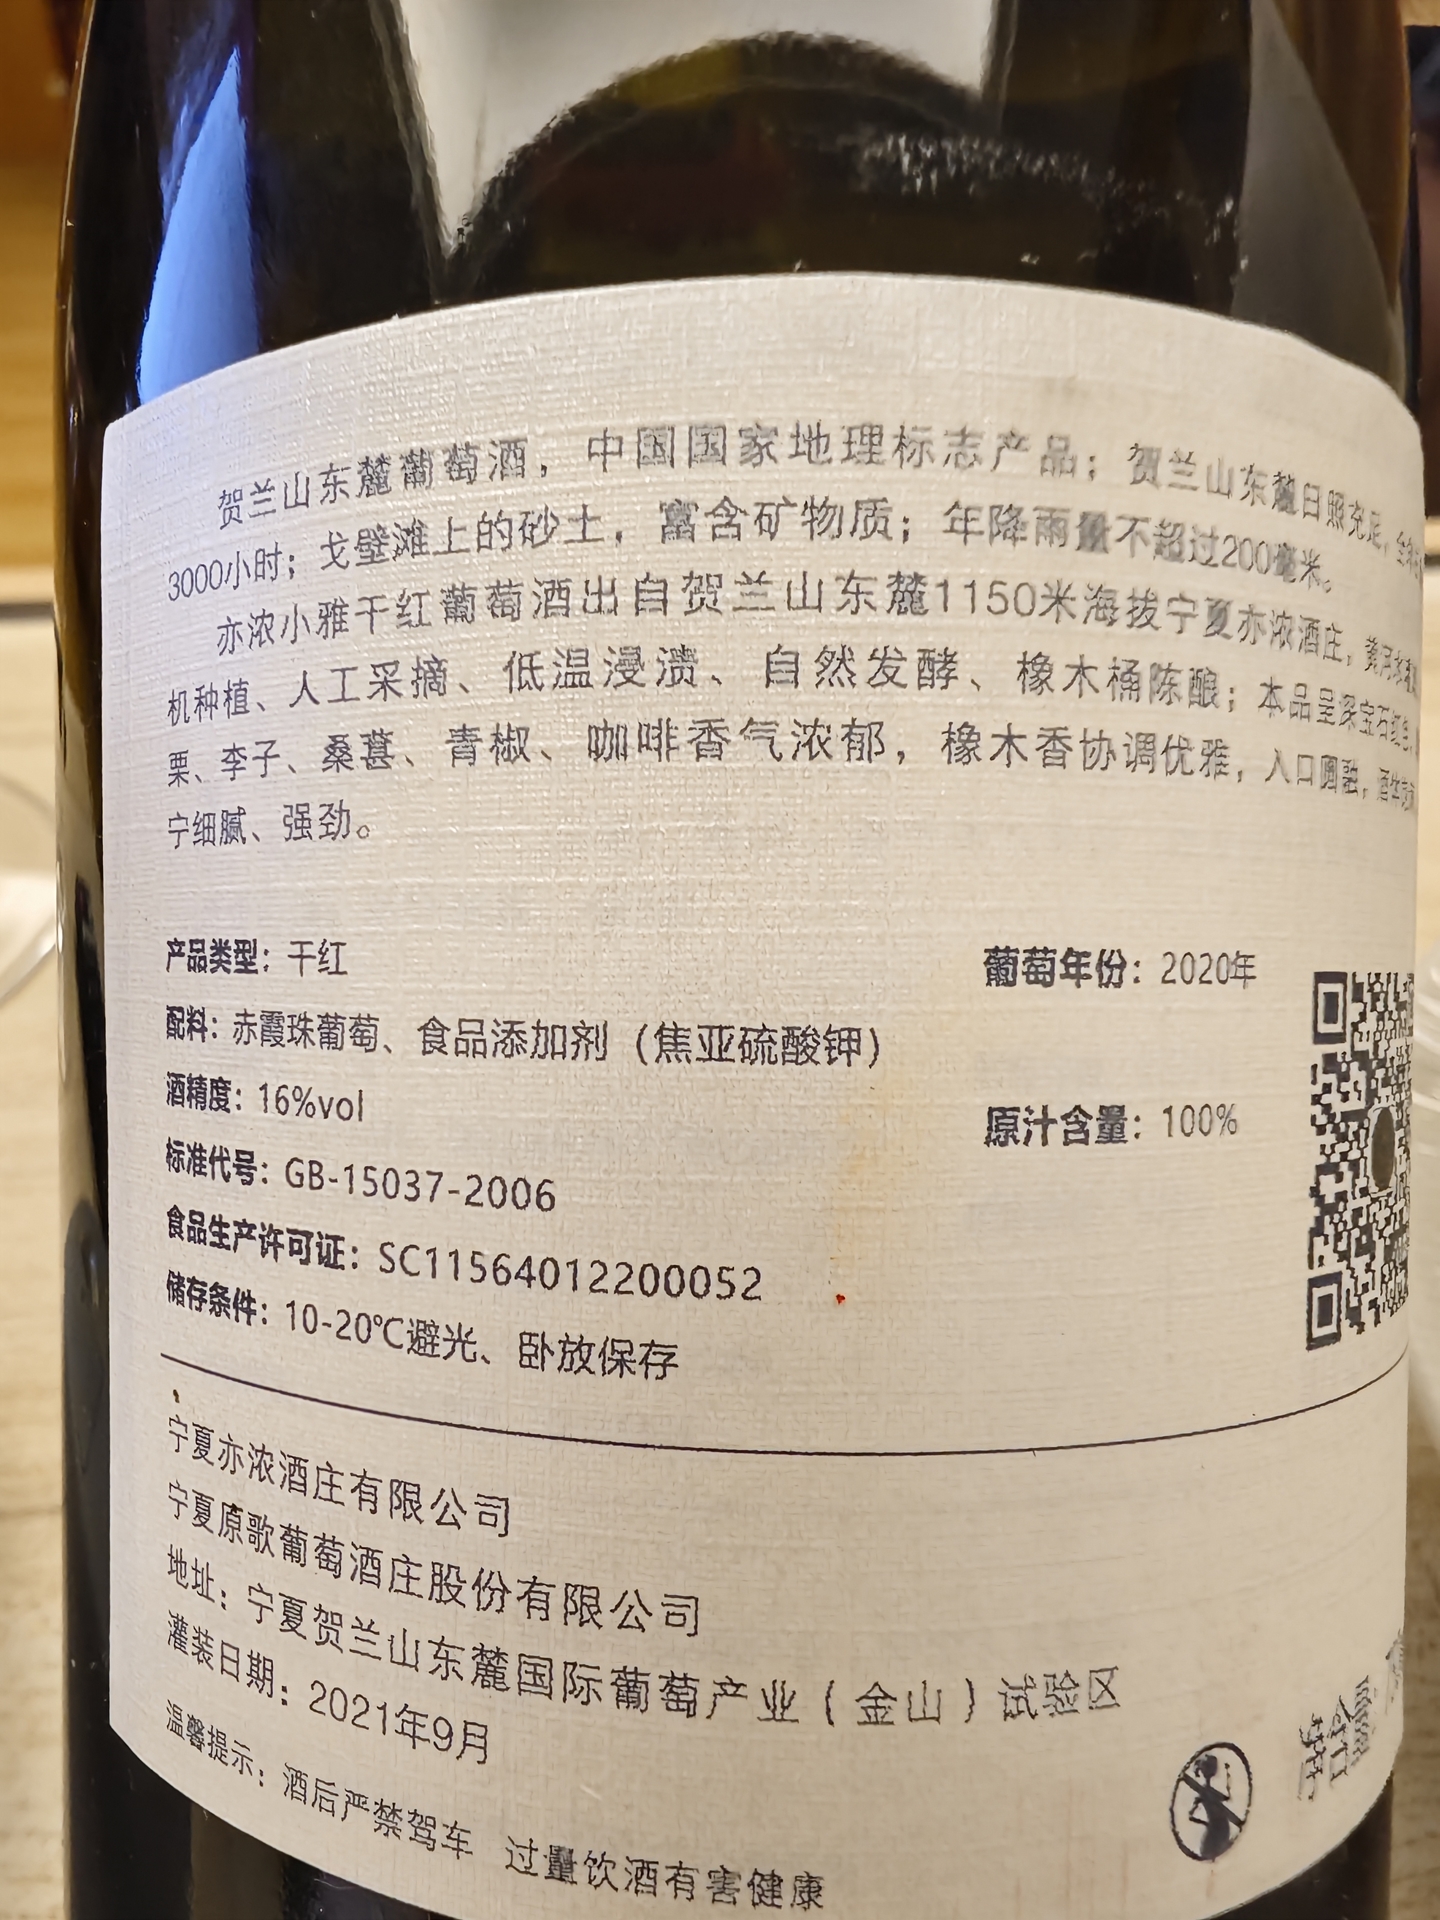 贺兰山东麓葡萄酒，中国国家地理标志产品；贺兰山东麓日照充足，全年
3000小时；戈壁滩上的砂土，富含矿物质；年降雨量不超过200毫米。
亦浓小雅干红葡萄酒出自贺兰山东麓1150米海拔宁夏亦浓酒庄，黄河水
机种植、人工采摘、低温浸渍、自然发酵、橡木桶陈酿；本品呈深宝石红色，
栗、李子、桑葚、青椒、咖啡香气浓郁，橡木香协调优雅，入口圆融，酒体
宁细腻、强劲。
产品类型：干红 葡萄年份：2020年
配料：赤霞珠葡萄、食品添加剂（焦亚硫酸钾）
酒精度：16%vol 原汁含量：100%
标准代号：GB-15037-2006
食品生产许可证：SC11564012200052
储存条件：10-20℃避光、卧放保存
宁夏亦浓酒庄有限公司
宁夏原歌葡萄酒庄股份有限公司
地址：宁夏贺兰山东麓国际葡萄产业（金山）试验区
灌装日期：2021年9月
温馨提示：酒后严禁驾车 过量饮酒有害健康